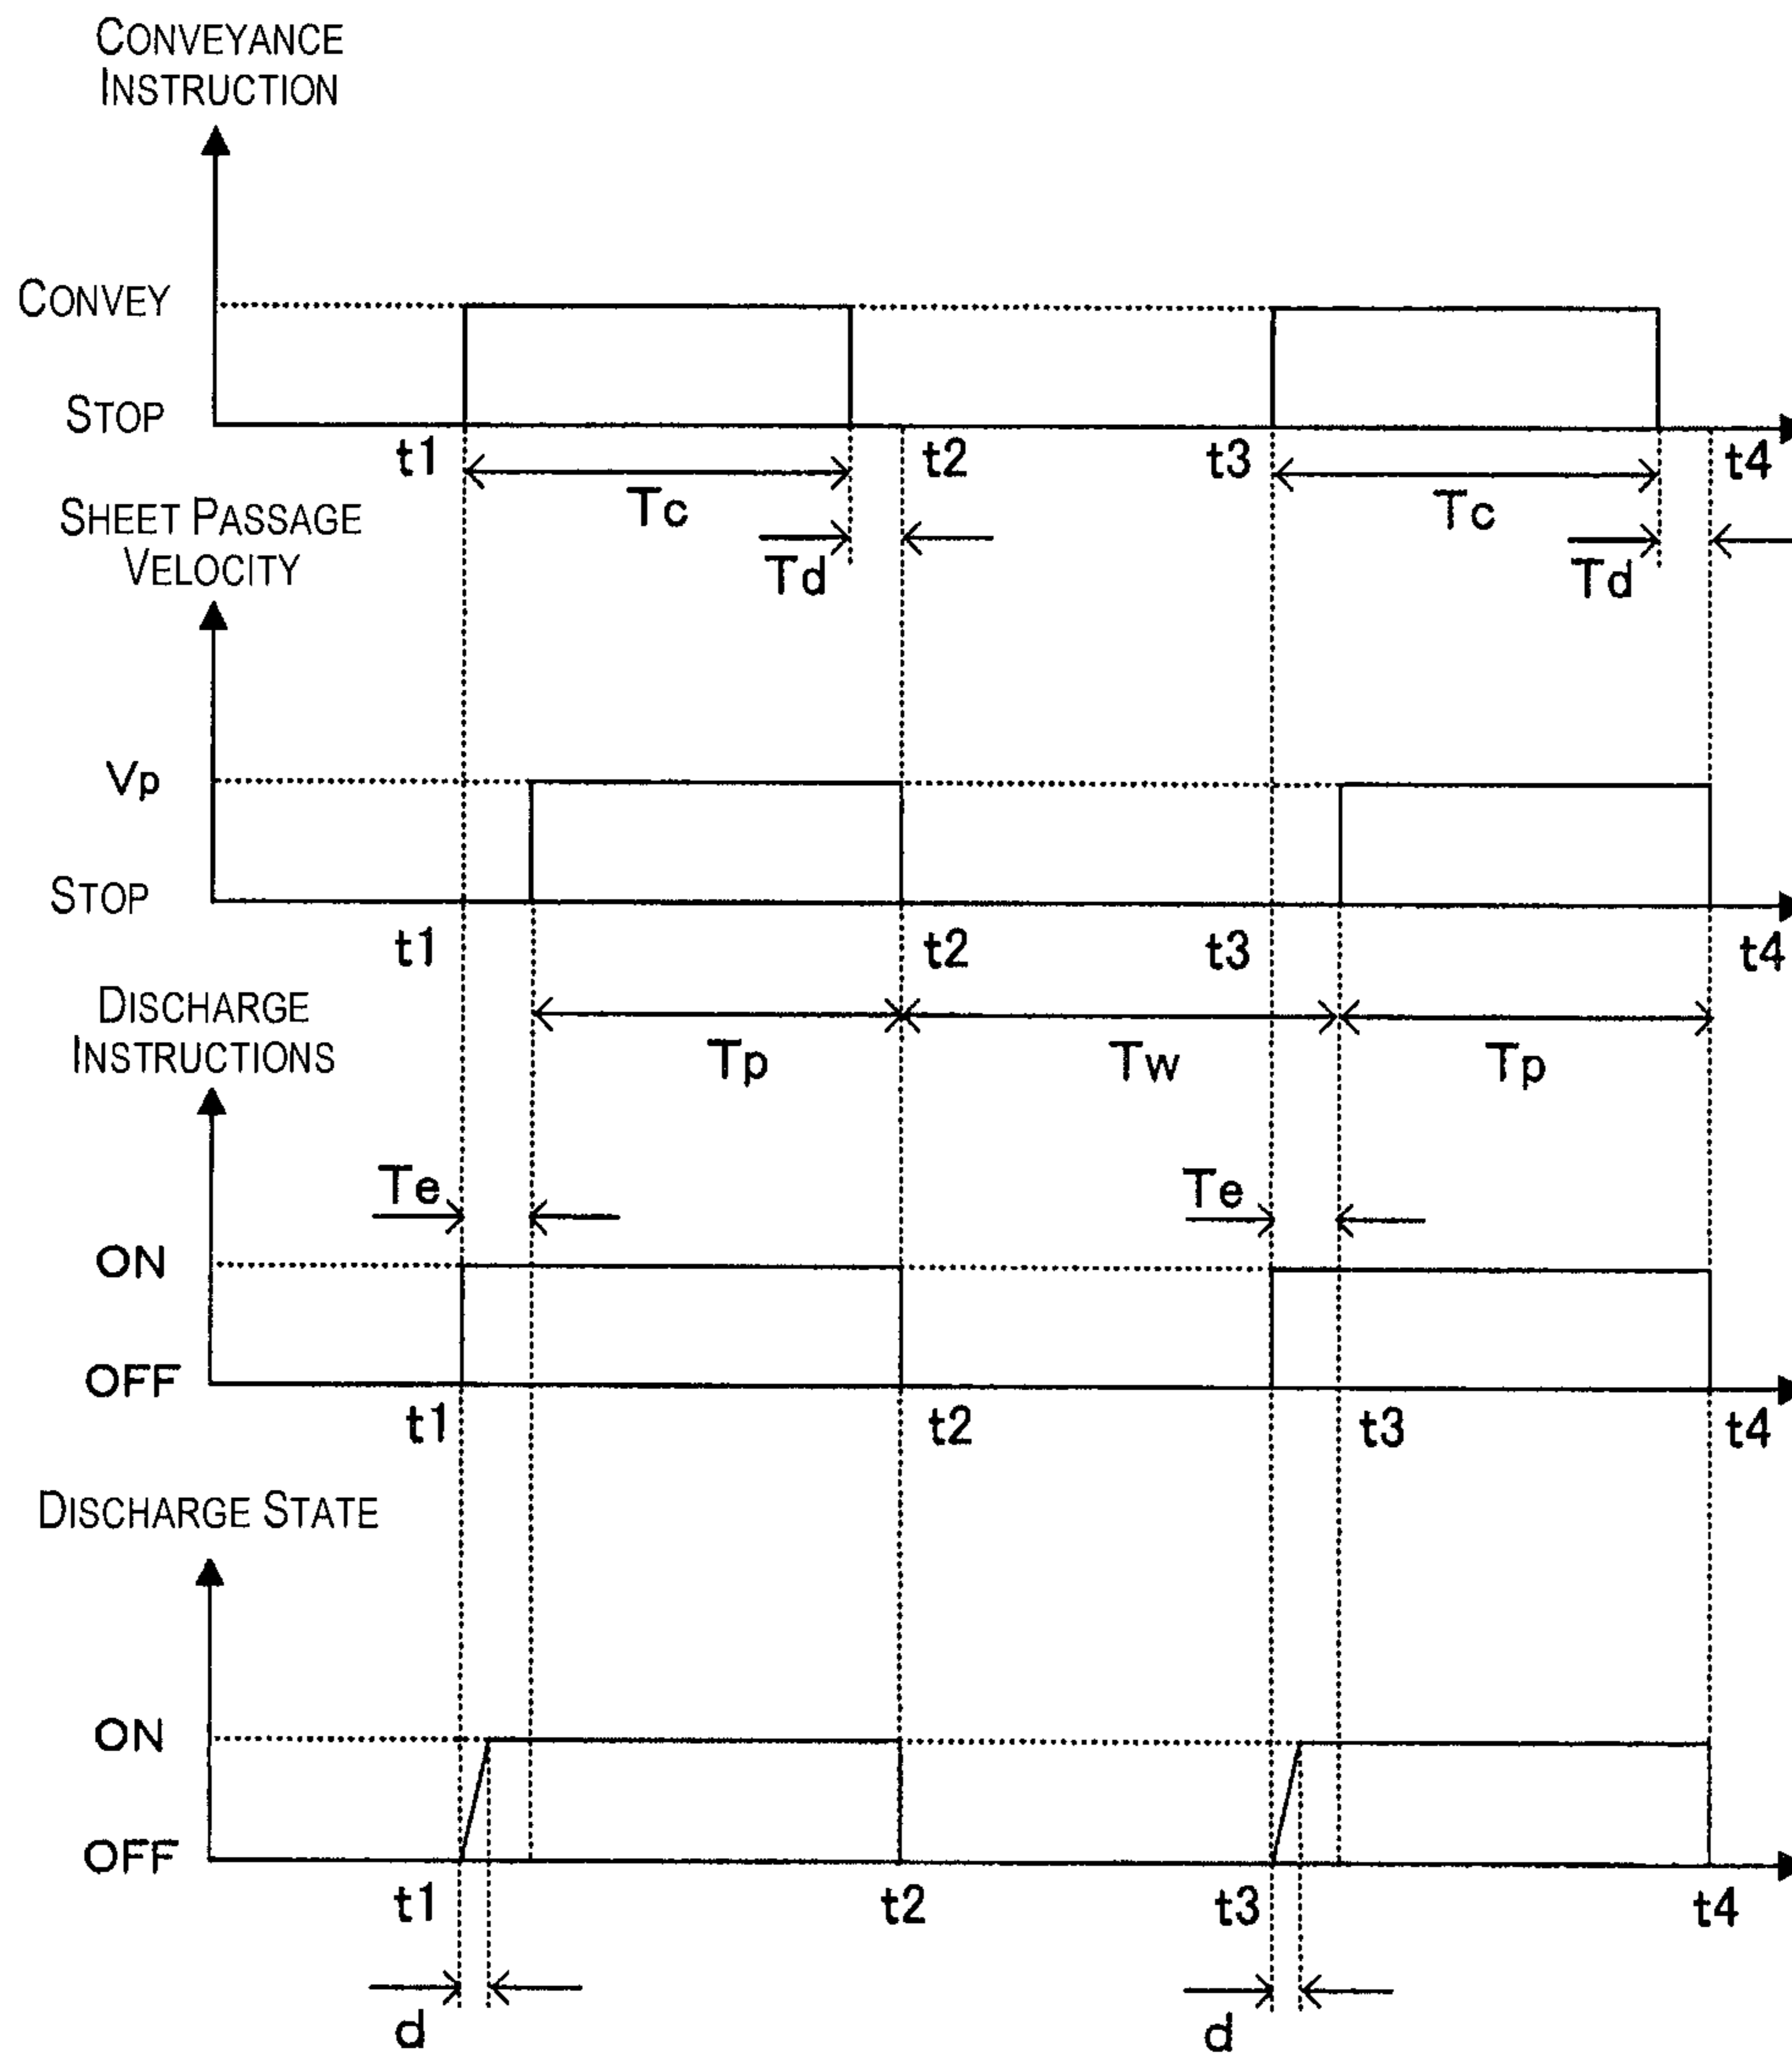 CONVEYANCE
INSTRUCTION
CONVEY
STOP
t1
t2
t3
t4
Tc
Tc
Td
Td
SHEET PASSAGE
VELOCITY
Vp
STOP
t1
t2
t3
t4
Tp
Tw
Tp
DISCHARGE
INSTRUCTIONS
Te
Te
ON
OFF
t1
t2
t3
t4
DISCHARGE STATE
ON
OFF
t1
t2
t3
t4
d
d